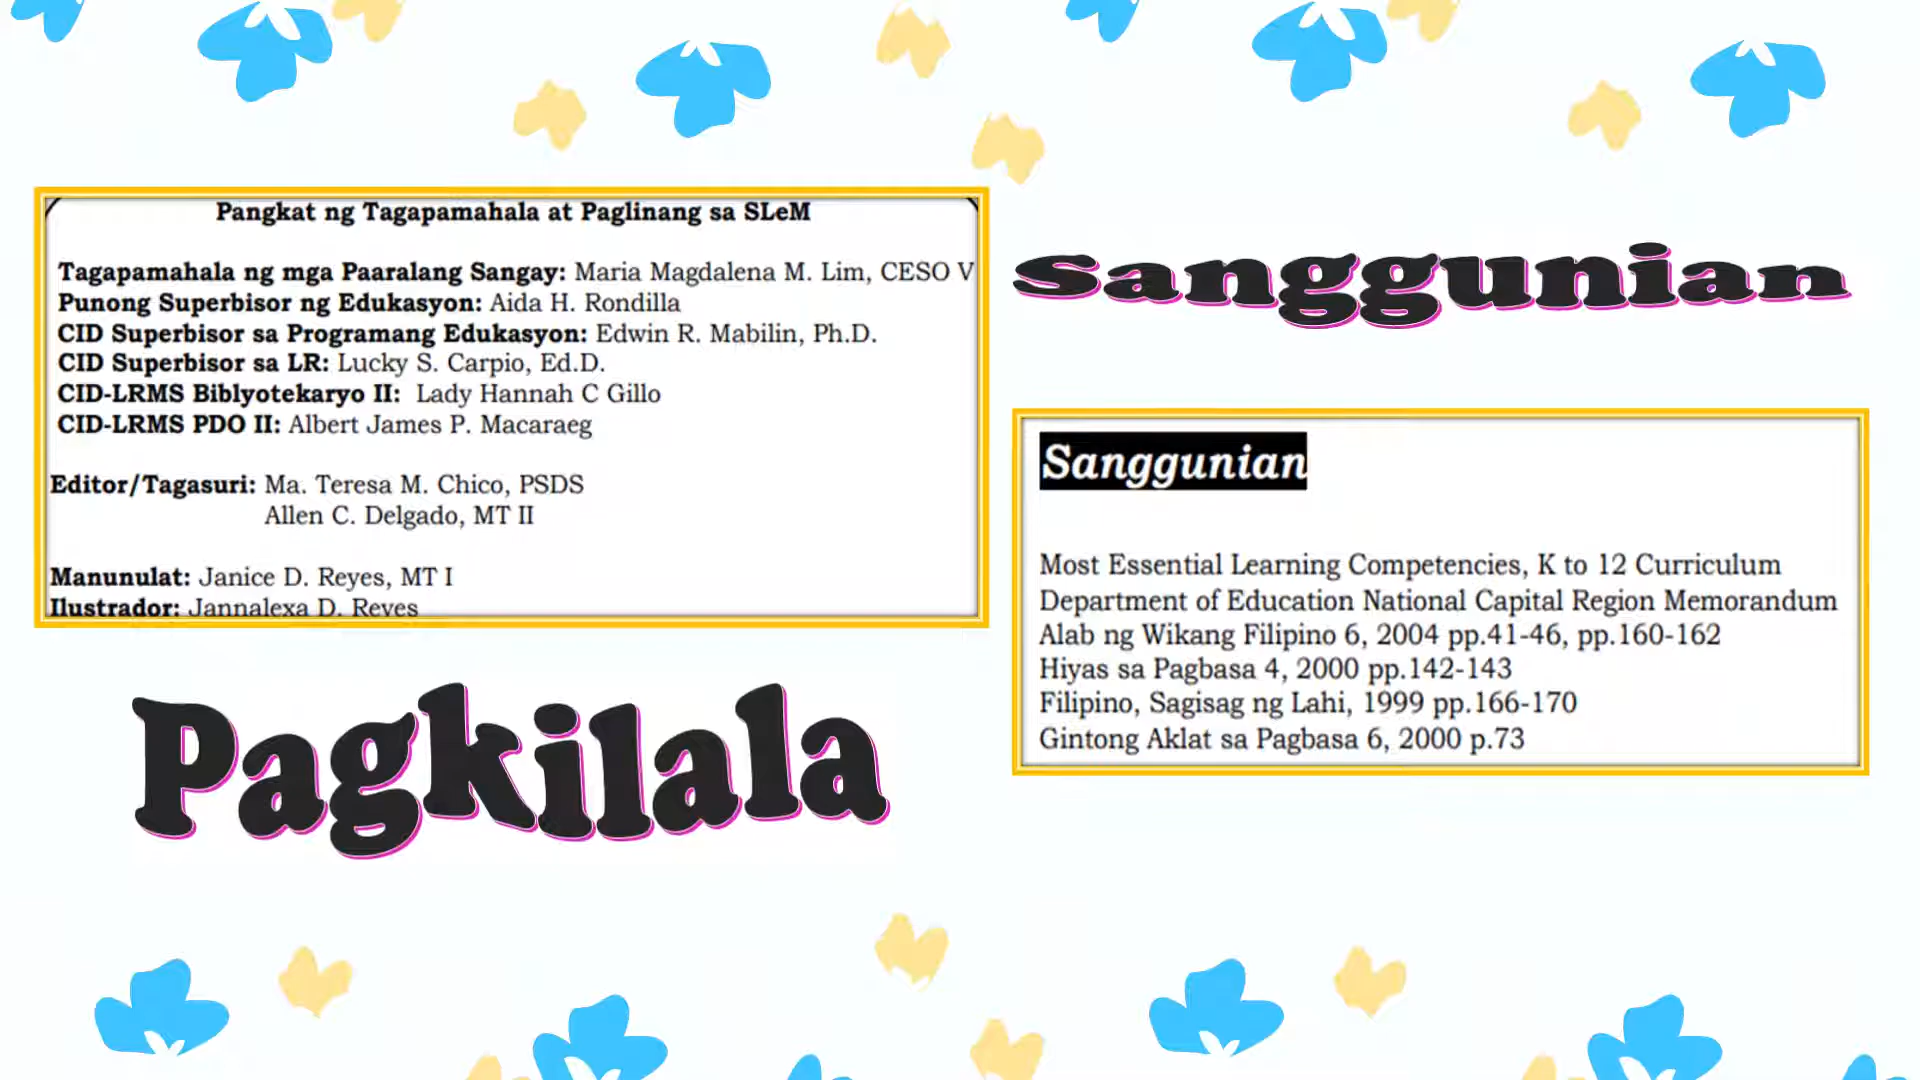 Pangkat ng Tagapamahala at Paglinang sa SLeM
Tagapamahala ng mga Paaralang Sangay: Maria Magdalena M. Lim, CESO V
Punong Superbisor ng Edukasyon: Aida H. Rondilla
CID Superbisor sa Programang Edukasyon: Edwin R. Mabilin, Ph.D.
CID Superbisor sa LR: Lucky S. Carpio, Ed.D.
CID-LRMS Biblyotekaryo II: Lady Hannah C Gillo
CID-LRMS PDO II: Albert James P. Macaraeg
Editor/Tagasuri: Ma. Teresa M. Chico, PSDS
Allen C. Delgado, MT II
Manunulat: Janice D. Reyes, MT I
Ilustrador: Jannalexa D. Reyes
Pagkilala
Sanggunian
Sanggunian
Most Essential Learning Competencies, K to 12 Curriculum
Department of Education National Capital Region Memorandum
Alab ng Wikang Filipino 6, 2004 pp.41-46, pp.160-162
Hiyas sa Pagbasa 4, 2000 pp.142-143
Filipino, Sagisag ng Lahi, 1999 pp.166-170
Gintong Aklat sa Pagbasa 6, 2000 p.73